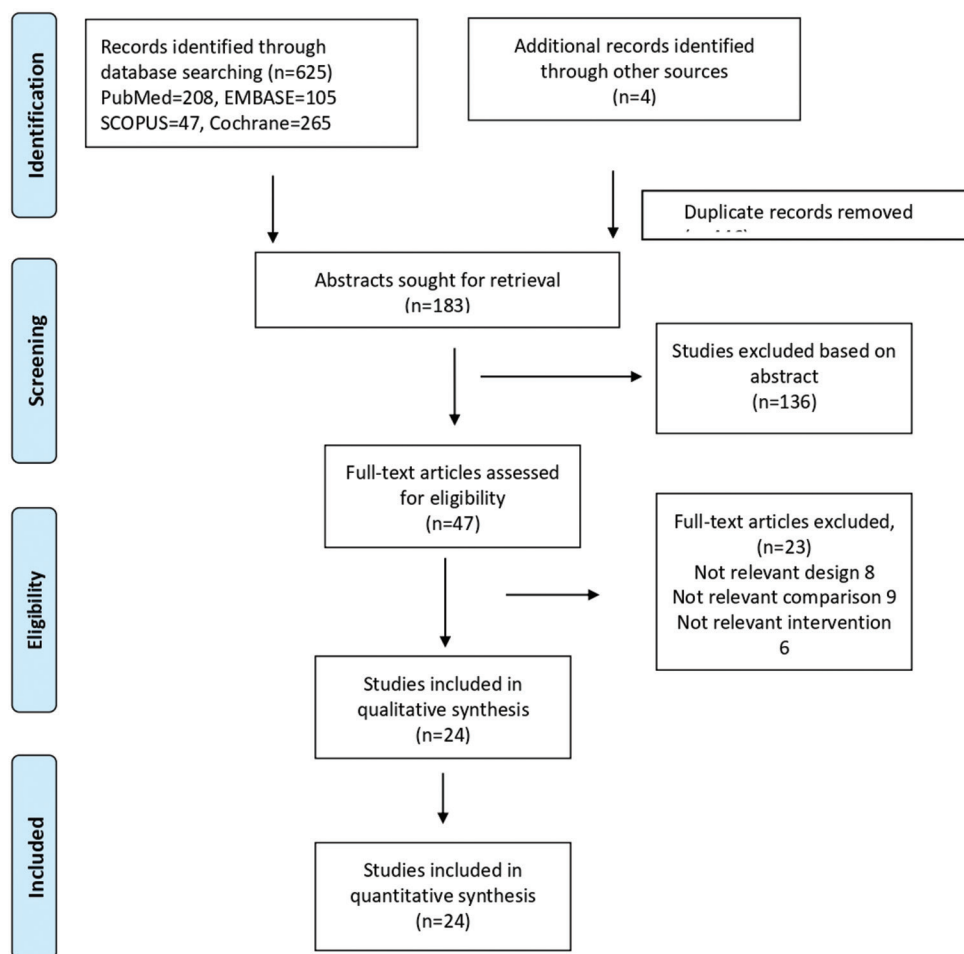 Identification
Records identified through
database searching (n=625)
PubMed=208, EMBASE=105
SCOPUS=47, Cochrane=265
Additional records identified
through other sources
(n=4)
Duplicate records removed
Screening
Abstracts sought for retrieval
(n=183)
Studies excluded based on
abstract
(n=136)
Full-text articles assessed
for eligibility
(n=47)
Eligibility
Full-text articles excluded,
(n=23)
Not relevant design 8
Not relevant comparison 9
Not relevant intervention
6
Studies included in
qualitative synthesis
(n=24)
Included
Studies included in
quantitative synthesis
(n=24)